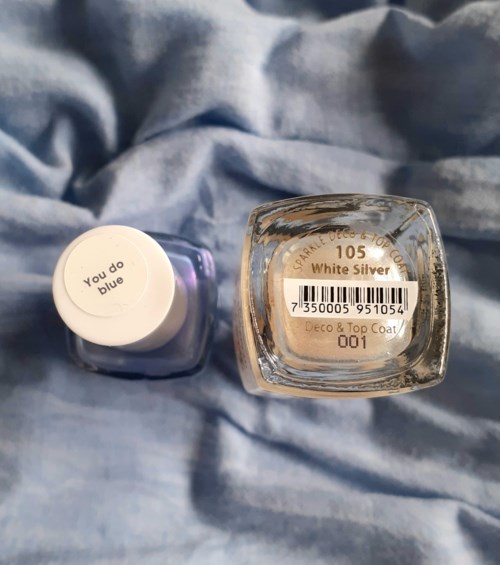 You do
blue
SPARKLE DECO & TOP COAT
105
White Silver
7 350005 951054
Deco & Top Coat
001